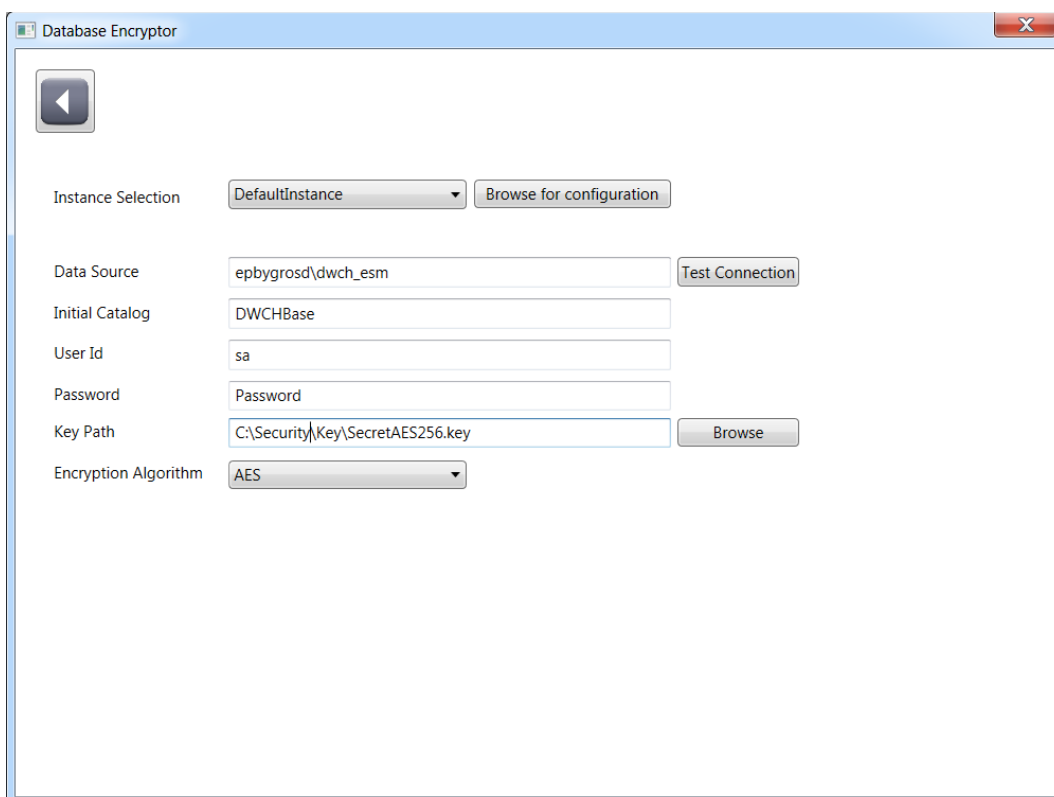 Database Encryptor
Instance Selection DefaultInstance Browse for configuration
Data Source epbygrosd\dwch_esm Test Connection
Initial Catalog DWCHBase
User Id sa
Password Password
Key Path C:\Security\Key\SecretAES256.key Browse
Encryption Algorithm AES